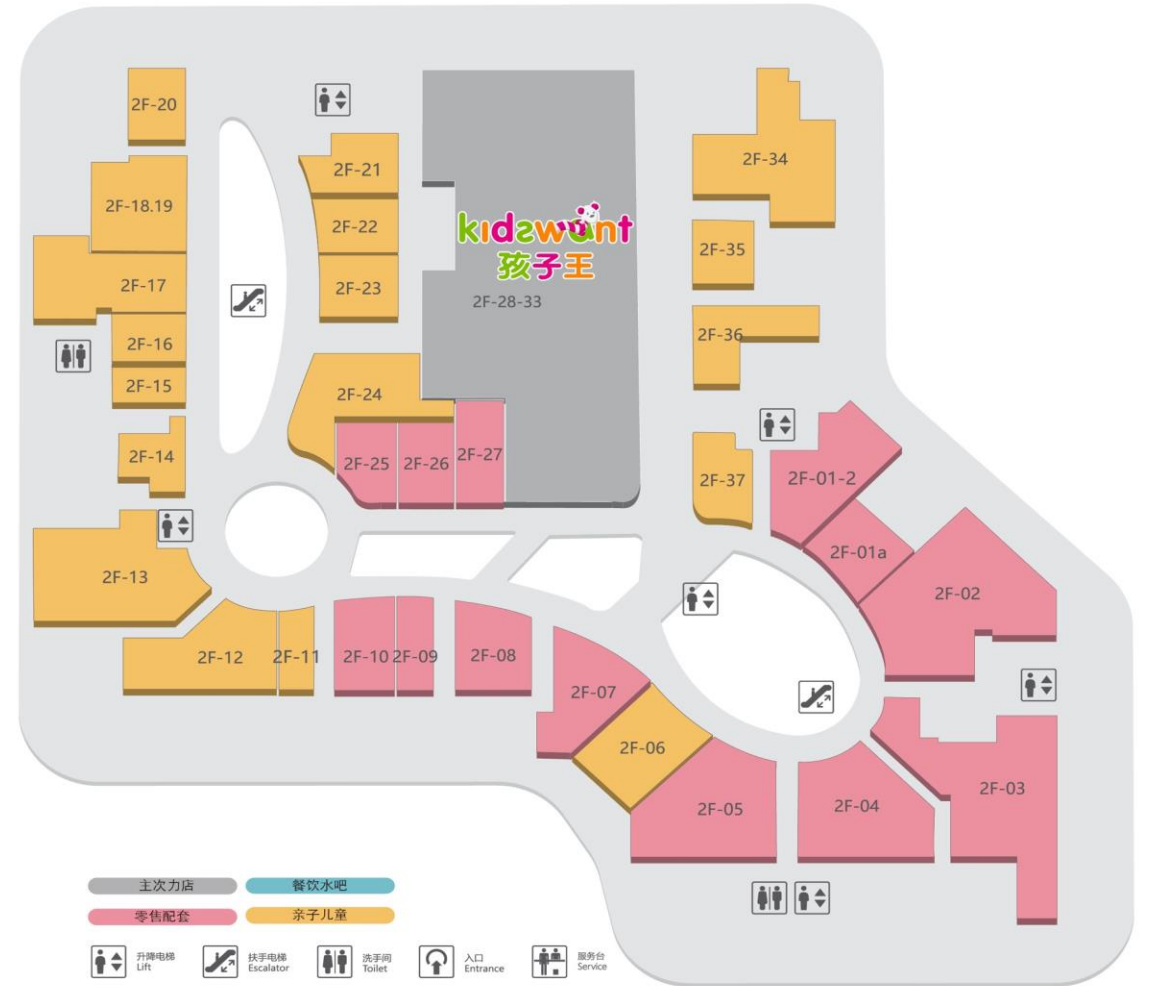 2F-20
2F-21
2F-34
2F-18.19
2F-22
kidswant
孩子王
2F-35
2F-17
2F-23
2F-28-33
2F-16
2F-36
2F-15
2F-24
2F-14
2F-25
2F-26
2F-27
2F-37
2F-01-2
2F-01a
2F-13
2F-02
2F-12
2F-11
2F-10
2F-09
2F-08
2F-07
2F-06
2F-05
2F-04
2F-03
主次力店
餐饮水吧
零售配套
亲子儿童
升降电梯
Lift
扶手电梯
Escalator
洗手间
Toilet
入口
Entrance
服务台
Service